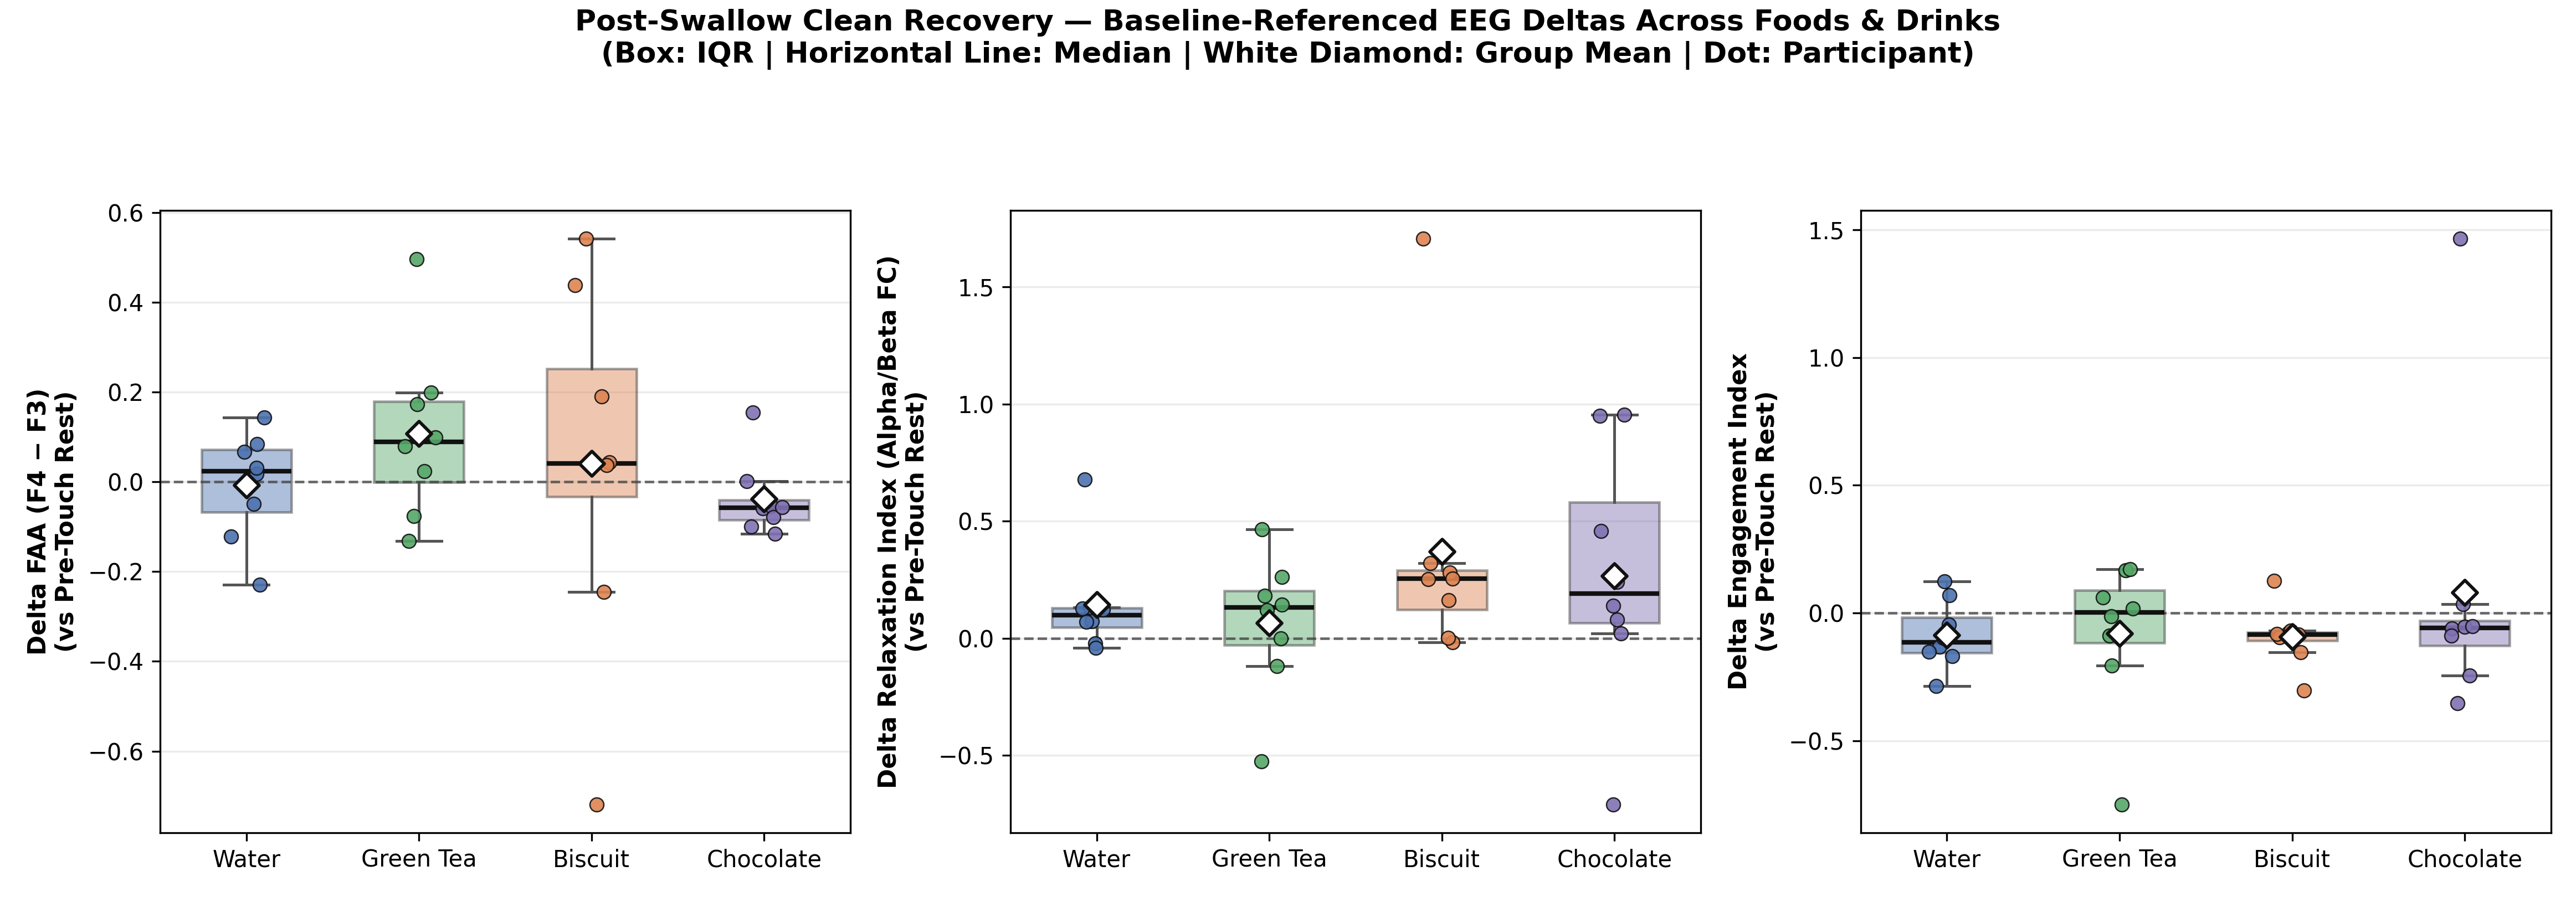 Post-Swallow Clean Recovery — Baseline-Referenced EEG Deltas Across Foods & Drinks
(Box: IQR | Horizontal Line: Median | White Diamond: Group Mean | Dot: Participant)
Delta FAA (F4 − F3)
(vs Pre-Touch Rest)
0.6
0.4
0.2
0.0
−0.2
−0.4
−0.6
Water
Green Tea
Biscuit
Chocolate
Delta Relaxation Index (Alpha/Beta FC)
(vs Pre-Touch Rest)
1.5
1.0
0.5
0.0
−0.5
Water
Green Tea
Biscuit
Chocolate
Delta Engagement Index
(vs Pre-Touch Rest)
1.5
1.0
0.5
0.0
−0.5
Water
Green Tea
Biscuit
Chocolate